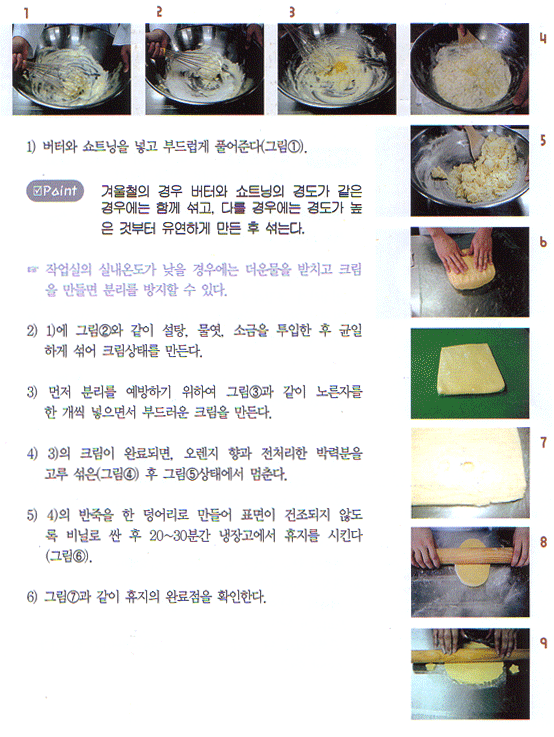 1
2
3
4
1) 버터와 쇼트닝을 넣고 부드럽게 풀어준다(그림①).
5
☑Point
겨울철의 경우 버터와 쇼트닝의 경도가 같은
경우에는 함께 섞고, 다를 경우에는 경도가 높
은 것부터 유연하게 만든 후 섞는다.
6
☞ 작업실의 실내온도가 낮을 경우에는 더운물을 받치고 크림
을 만들면 분리를 방지할 수 있다.
2) 1)에 그림②와 같이 설탕, 물엿, 소금을 투입한 후 균일
하게 섞어 크림상태를 만든다.
3) 먼저 분리를 예방하기 위하여 그림③과 같이 노른자를
한 개씩 넣으면서 부드러운 크림을 만든다.
4) 3)의 크림이 완료되면, 오렌지 향과 전처리한 박력분을
고루 섞은(그림④) 후 그림⑤상태에서 멈춘다.
7
5) 4)의 반죽을 한 덩어리로 만들어 표면이 건조되지 않도
록 비닐로 싼 후 20~30분간 냉장고에서 휴지를 시킨다
(그림⑥).
8
6) 그림⑦과 같이 휴지의 완료점을 확인한다.
9